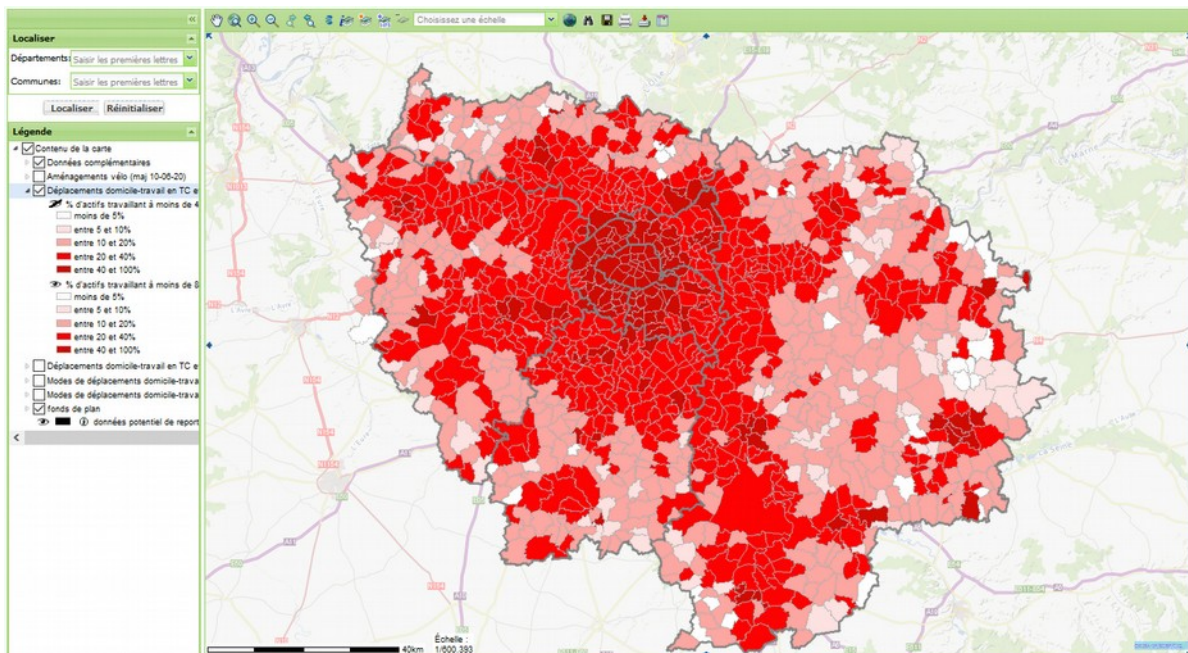 Choisissez une échelle
Localiser
Départements: Saisir les premières lettres
Communes: Saisir les premières lettres
Localiser Réinitialiser
Légende
Contenu de la carte
Données complémentaires
Aménagements vélo (maj 10-06-20)
Déplacements domicile-travail en TC e
% d'actifs travaillant à moins de 4
moins de 5%
entre 5 et 10%
entre 10 et 20%
entre 20 et 40%
entre 40 et 100%
% d'actifs travaillant à moins de 8
moins de 5%
entre 5 et 10%
entre 10 et 20%
entre 20 et 40%
entre 40 et 100%
Déplacements domicile-travail en TC e
Modes de déplacements domicile-trava
Modes de déplacements domicile-trava
fonds de plan
données potentiel de report
N154
N154
Échelle :
1/600.393
40km